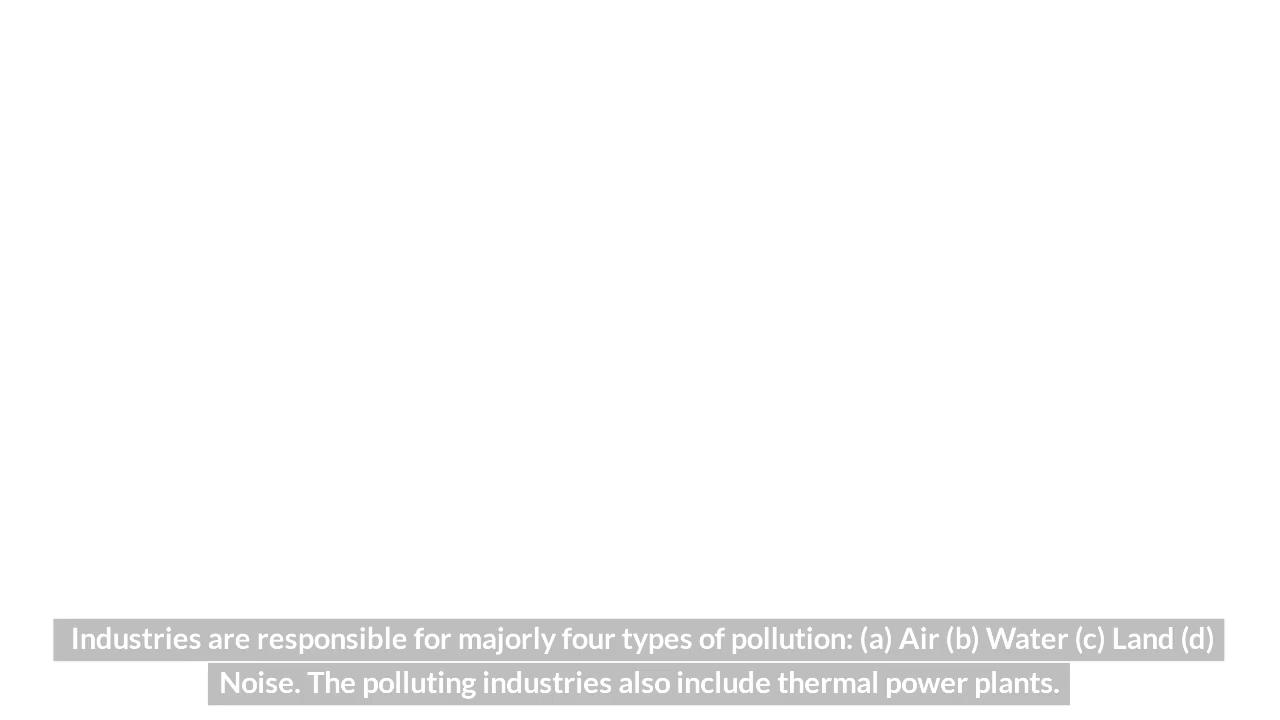 Industries are responsible for majorly four types of pollution: (a) Air (b) Water (c) Land (d)
Noise. The polluting industries also include thermal power plants.